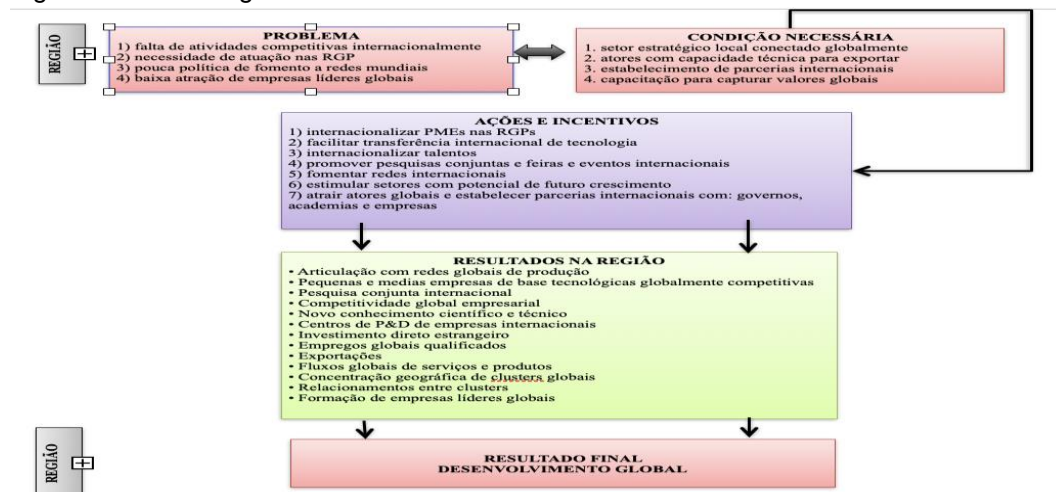 REGIÃO
PROBLEMA
1) falta de atividades competitivas internacionalmente
2) necessidade de atuação nas RGP
3) pouca política de fomento a redes mundiais
4) baixa atração de empresas líderes globais
CONDIÇÃO NECESSÁRIA
1. setor estratégico local conectado globalmente
2. atores com capacidade técnica para exportar
3. estabelecimento de parcerias internacionais
4. capacitação para capturar valores globais
AÇÕES E INCENTIVOS
1) internacionalizar PMEs nas RGPs
2) facilitar transferência internacional de tecnologia
3) internacionalizar talentos
4) promover pesquisas conjuntas e feiras e eventos internacionais
5) fomentar redes internacionais
6) estimular setores com potencial de futuro crescimento
7) atrair atores globais e estabelecer parcerias internacionais com: governos,
academias e empresas
RESULTADOS NA REGIÃO
• Articulação com redes globais de produção
• Pequenas e medias empresas de base tecnológicas globalmente competitivas
• Pesquisa conjunta internacional
• Competitividade global empresarial
• Novo conhecimento científico e técnico
• Centros de P&D de empresas internacionais
• Investimento direto estrangeiro
• Empregos globais qualificados
• Exportações
• Fluxos globais de serviços e produtos
• Concentração geográfica de clusters globais
• Relacionamentos entre clusters
• Formação de empresas líderes globais
REGIÃO
RESULTADO FINAL
DESENVOLVIMENTO GLOBAL